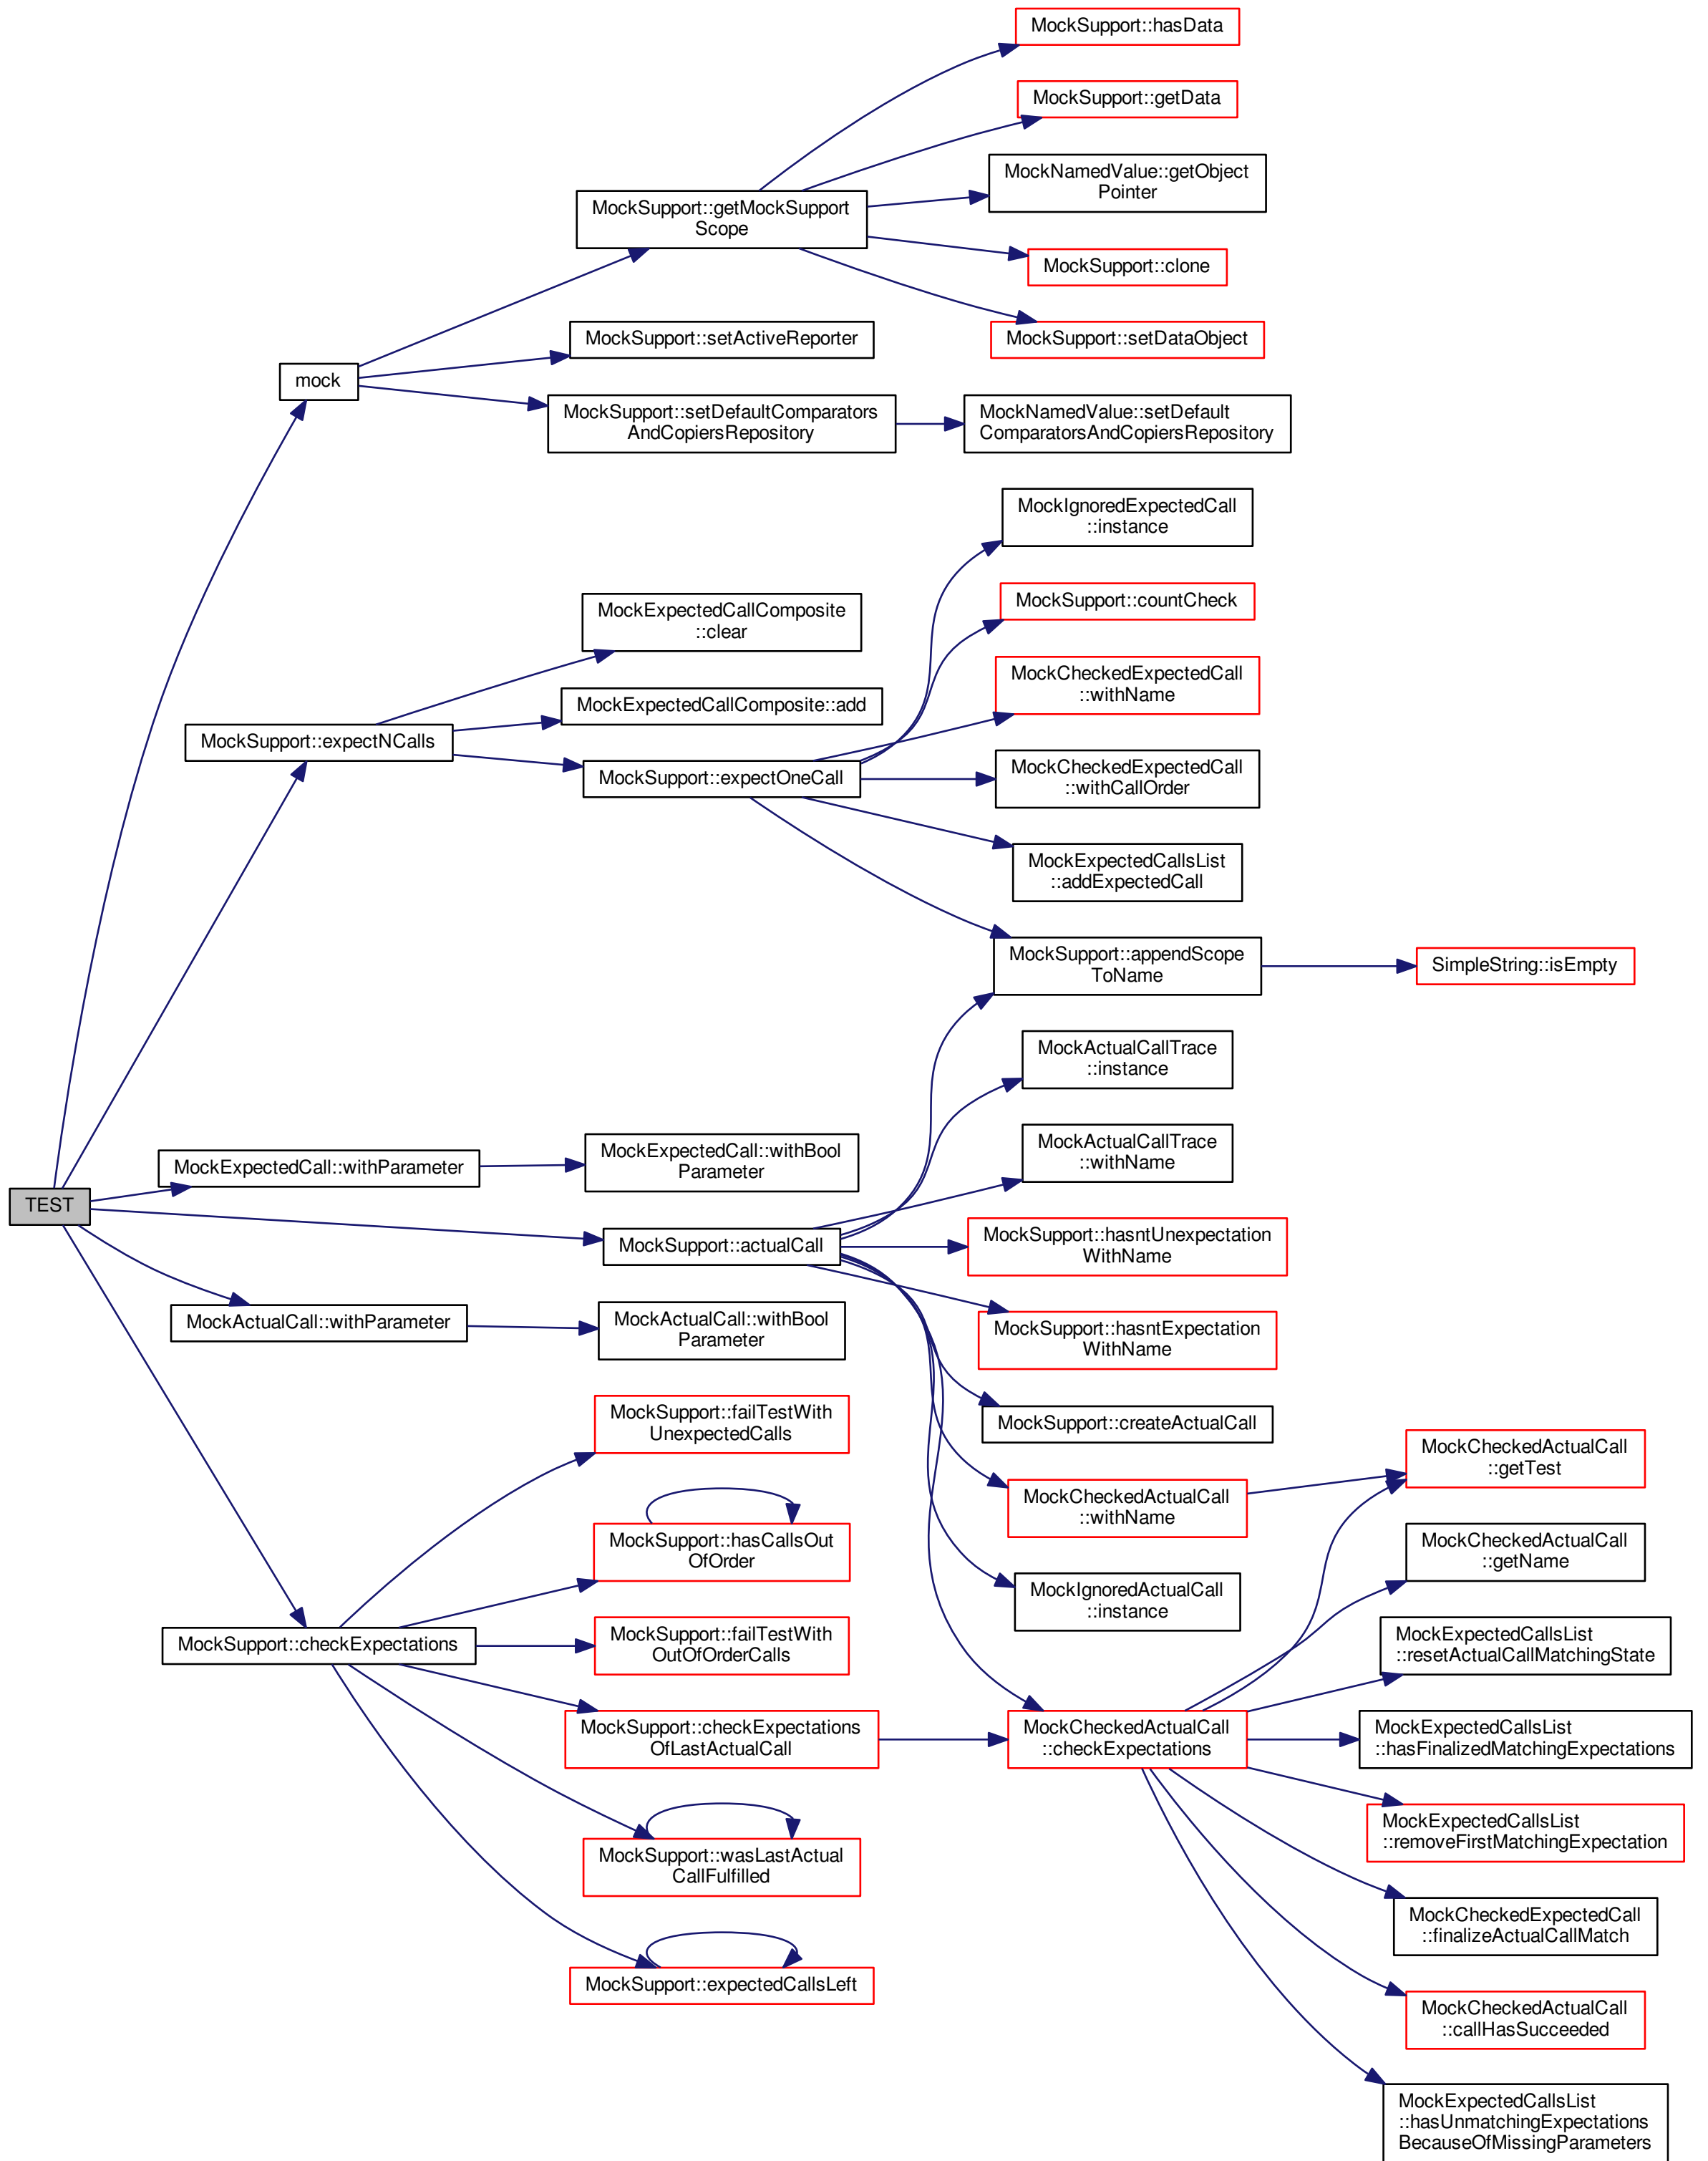 MockSupport::hasData
MockSupport::getData
MockNamedValue::getObject
Pointer
MockSupport::getMockSupport
Scope
MockSupport::clone
MockSupport::setDataObject
MockSupport::setActiveReporter
mock
MockSupport::setDefaultComparators
AndCopiersRepository
MockNamedValue::setDefault
ComparatorsAndCopiersRepository
MockIgnoredExpectedCall
::instance
MockExpectedCallComposite
::clear
MockSupport::countCheck
MockCheckedExpectedCall
::withName
MockExpectedCallComposite::add
MockSupport::expectNCalls
MockSupport::expectOneCall
MockCheckedExpectedCall
::withCallOrder
MockExpectedCallsList
::addExpectedCall
MockSupport::appendScope
ToName
SimpleString::isEmpty
MockActualCallTrace
::instance
MockActualCallTrace
::withName
MockExpectedCall::withParameter
MockExpectedCall::withBool
Parameter
TEST
MockSupport::actualCall
MockSupport::hasntUnexpectation
WithName
MockActualCall::withParameter
MockActualCall::withBool
Parameter
MockSupport::hasntExpectation
WithName
MockSupport::createActualCall
MockSupport::failTestWith
UnexpectedCalls
MockCheckedActualCall
::getTest
MockCheckedActualCall
::withName
MockSupport::hasCallsOut
OfOrder
MockCheckedActualCall
::getName
MockIgnoredActualCall
::instance
MockSupport::checkExpectations
MockSupport::failTestWith
OutOfOrderCalls
MockExpectedCallsList
::resetActualCallMatchingState
MockSupport::checkExpectations
OfLastActualCall
MockCheckedActualCall
::checkExpectations
MockExpectedCallsList
::hasFinalizedMatchingExpectations
MockExpectedCallsList
::removeFirstMatchingExpectation
MockSupport::wasLastActual
CallFulfilled
MockCheckedExpectedCall
::finalizeActualCallMatch
MockSupport::expectedCallsLeft
MockCheckedActualCall
::callHasSucceeded
MockExpectedCallsList
::hasUnmatchingExpectations
BecauseOfMissingParameters